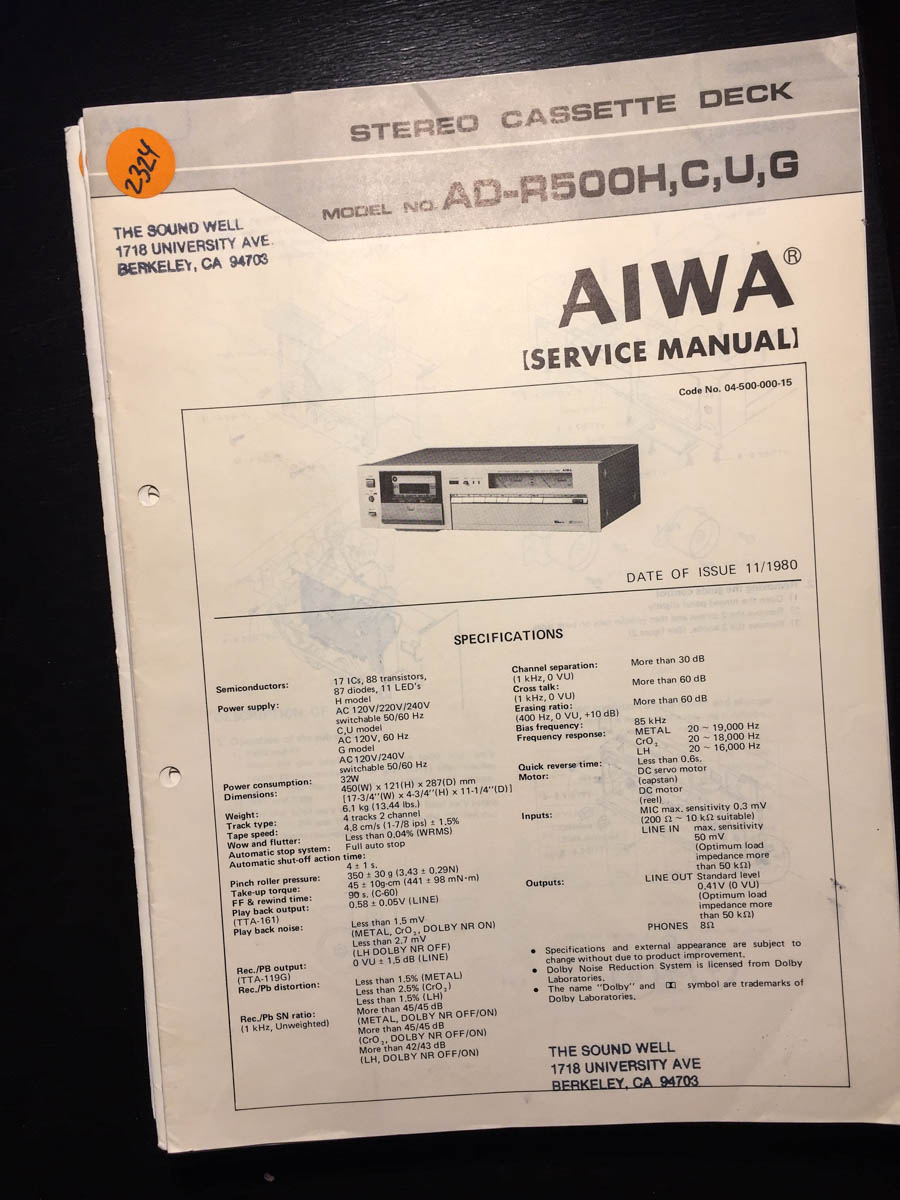 STEREO CASSETTE DECK
MODEL NO. AD-R500H,C,U,G
2324
THE SOUND WELL
1718 UNIVERSITY AVE.
BERKELEY, CA 94703
AIWA®
[SERVICE MANUAL]
Code No. 04-500-000-15
AIWA
DATE OF ISSUE 11/1980
SPECIFICATIONS
Semiconductors: 17 ICs, 88 transistors,
87 diodes, 11 LED's
Power supply: H model
AC 120V/220V/240V
switchable 50/60 Hz
C,U model
AC 120V, 60 Hz
G model
AC120V/240V
switchable 50/60 Hz
Power consumption: 32W
Dimensions: 450(W) x 121(H) x 287(D) mm
[17-3/4''(W) x 4-3/4''(H) x 11-1/4''(D)]
Weight: 6.1 kg (13.44 lbs.)
Track type: 4 tracks 2 channel
Tape speed: 4.8 cm/s (1-7/8 ips) ± 1.5%
Wow and flutter: Less than 0.04% (WRMS)
Automatic stop system: Full auto stop
Automatic shut-off action time:
4 ± 1 s.
Pinch roller pressure: 350 ± 30 g (3.43 ± 0.29N)
Take-up torque: 45 ± 10g-cm (441 ± 98 mN·m)
FF & rewind time: 90 s. (C-60)
Play back output: 0.58 ± 0.05V (LINE)
(TTA-161)
Play back noise: Less than 1.5 mV
(METAL, CrO₂, DOLBY NR ON)
Less than 2.7 mV
(LH DOLBY NR OFF)
Rec./PB output: 0 VU ± 1.5 dB (LINE)
(TTA-119G)
Rec./Pb distortion: Less than 1.5% (METAL)
Less than 2.5% (CrO₂)
Less than 1.5% (LH)
Rec./Pb SN ratio: More than 45/45 dB
(1 kHz, Unweighted) (METAL, DOLBY NR OFF/ON)
More than 45/45 dB
(CrO₂, DOLBY NR OFF/ON)
More than 42/43 dB
(LH, DOLBY NR OFF/ON)
Channel separation: More than 30 dB
(1 kHz, 0 VU)
Cross talk: More than 60 dB
(1 kHz, 0 VU)
Erasing ratio: More than 60 dB
(400 Hz, 0 VU, +10 dB)
Bias frequency: 85 kHz
Frequency response: METAL 20 ~ 19,000 Hz
CrO₂ 20 ~ 18,000 Hz
LH 20 ~ 16,000 Hz
Quick reverse time: Less than 0.6s.
Motor: DC servo motor
(capstan)
DC motor
(reel)
Inputs: MIC max. sensitivity 0.3 mV
(200 Ω ~ 10 kΩ suitable)
LINE IN max. sensitivity
50 mV
(Optimum load
impedance more
than 50 kΩ)
Outputs: LINE OUT Standard level
0.41V (0 VU)
(Optimum load
impedance more
than 50 kΩ)
PHONES 8Ω
• Specifications and external appearance are subject to
change without due to product improvement.
• Dolby Noise Reduction System is licensed from Dolby
Laboratories.
• The name "Dolby" and symbol are trademarks of
Dolby Laboratories.
THE SOUND WELL
1718 UNIVERSITY AVE
BERKELEY, CA 94703